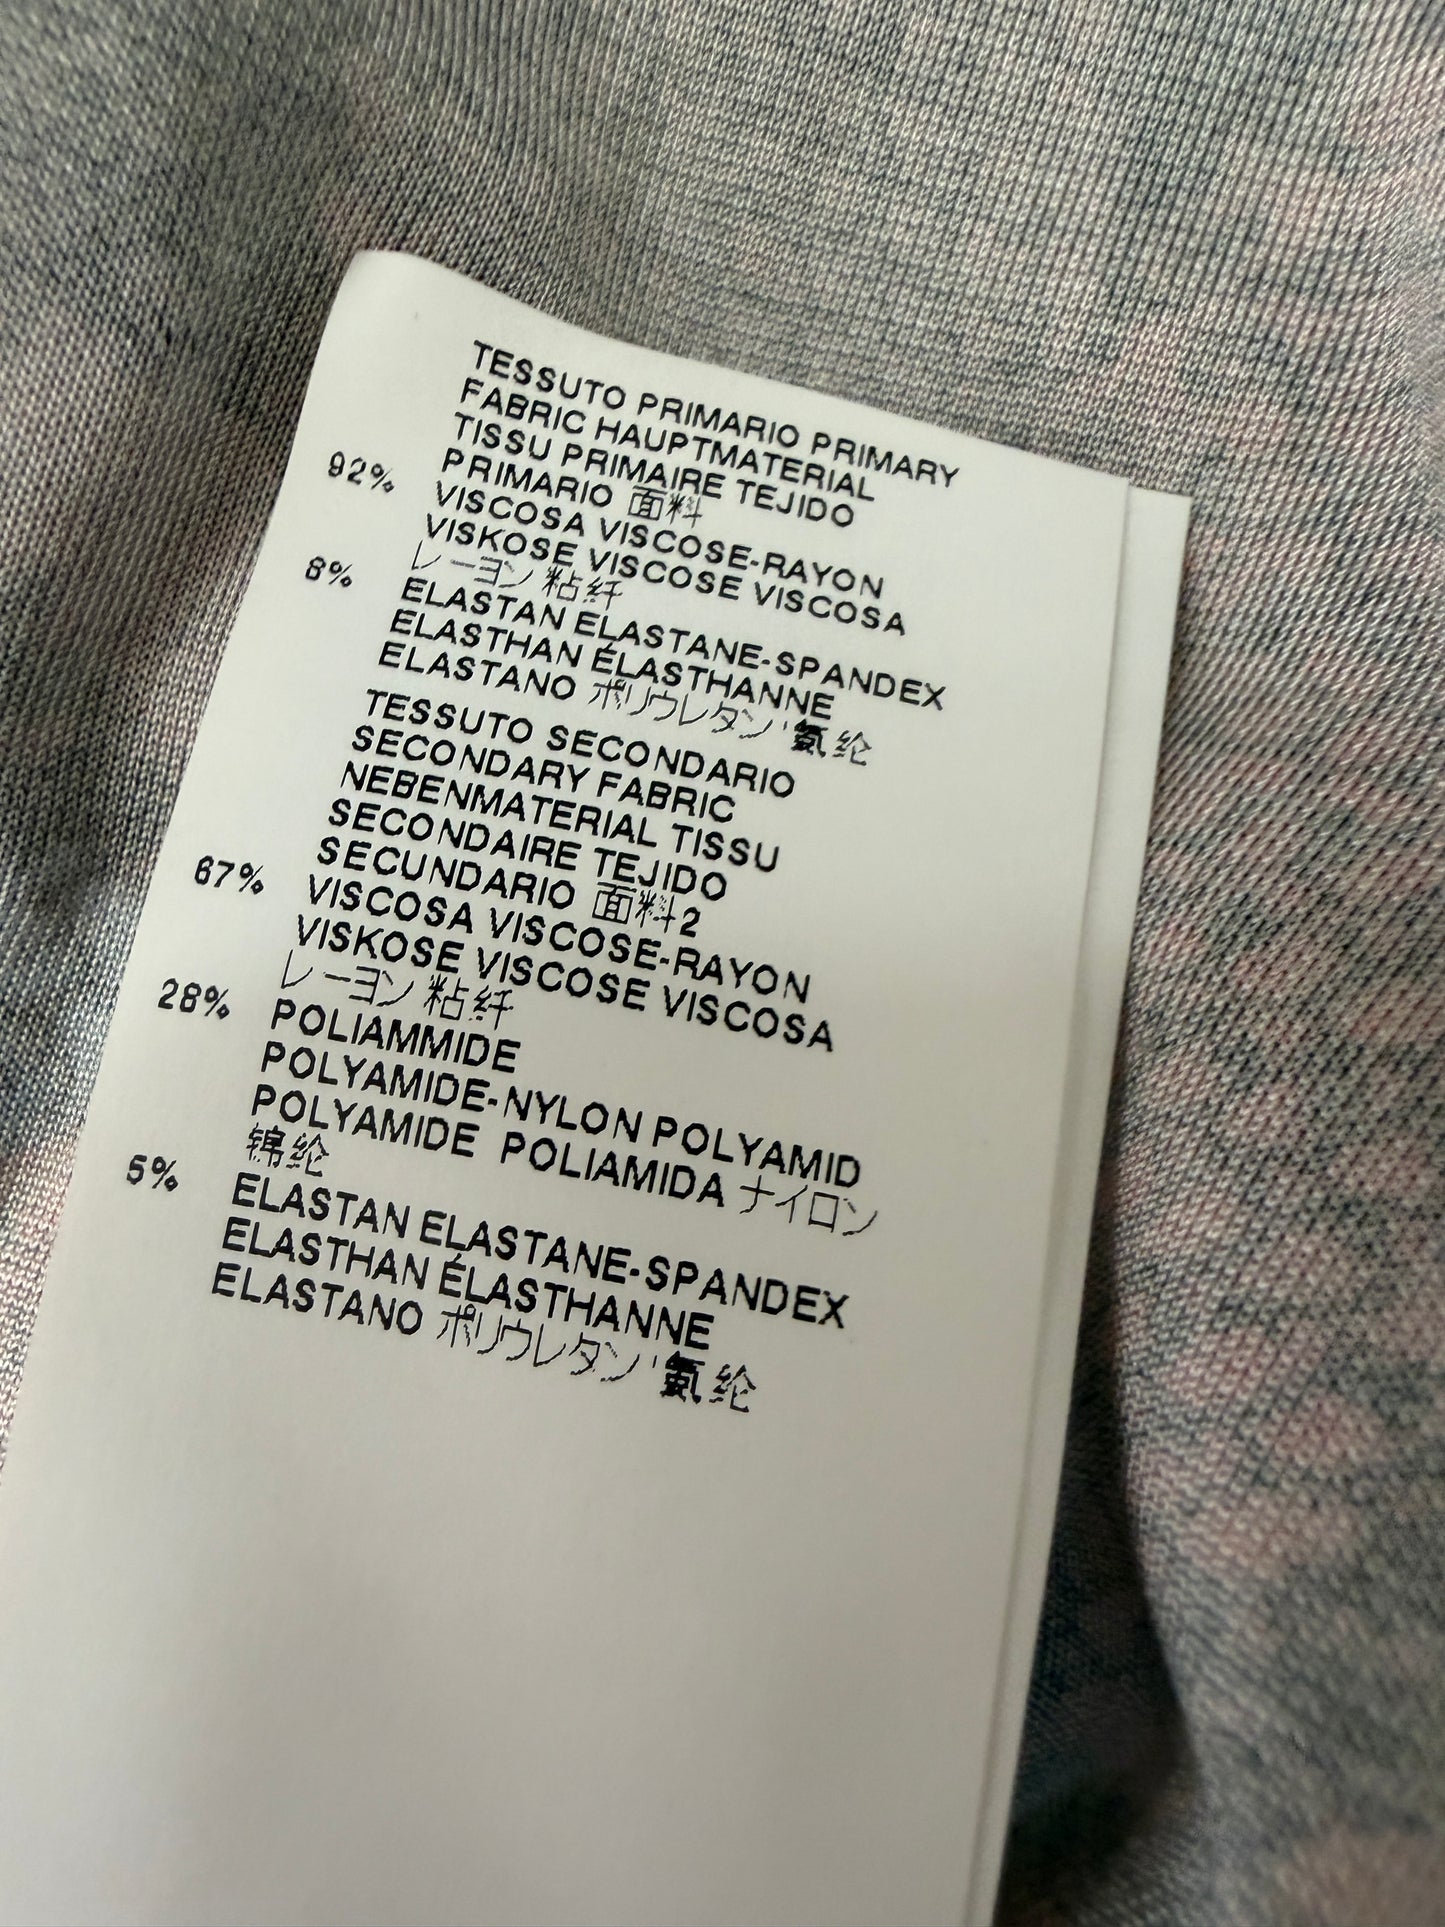 TESSUTO PRIMARIO PRIMARY
FABRIC HAUPTMATERIAL
TISSU PRIMAIRE TEJIDO
PRIMARIO 面料
92% VISCOSA VISCOSE-RAYON
VISKOSE VISCOSE VISCOSA
レーヨン 粘纤
8% ELASTAN ELASTANE-SPANDEX
ELASTHAN ÉLASTHANNE
ELASTANO ポリウレタン' 氨纶
TESSUTO SECONDARIO
SECONDARY FABRIC
NEBENMATERIAL TISSU
SECONDAIRE TEJIDO
SECUNDARIO 面料2
67% VISCOSA VISCOSE-RAYON
VISKOSE VISCOSE VISCOSA
レーヨン 粘纤
28% POLIAMMIDE
POLYAMIDE-NYLON POLYAMID
POLYAMIDE POLIAMIDA ナイロン
锦纶
5% ELASTAN ELASTANE-SPANDEX
ELASTHAN ÉLASTHANNE
ELASTANO ポリウレタン' 氨纶